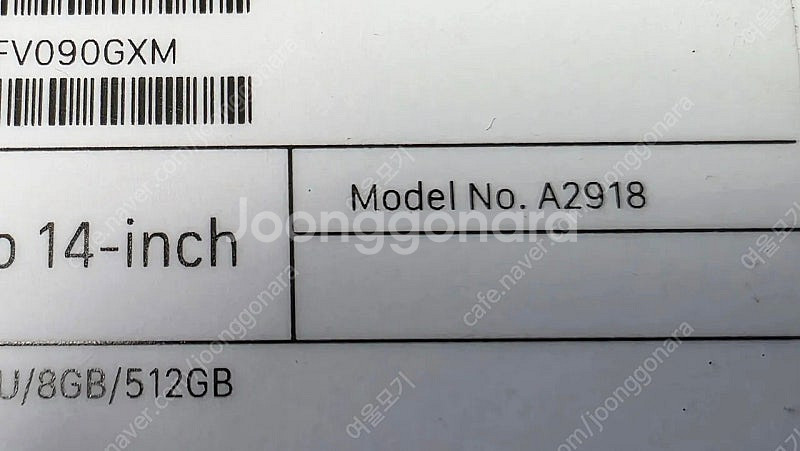 FV090GXM
Model No. A2918
o 14-inch
Joonggonara
U/8GB/512GB
여울모기
cafe.naver.com/joonggonara